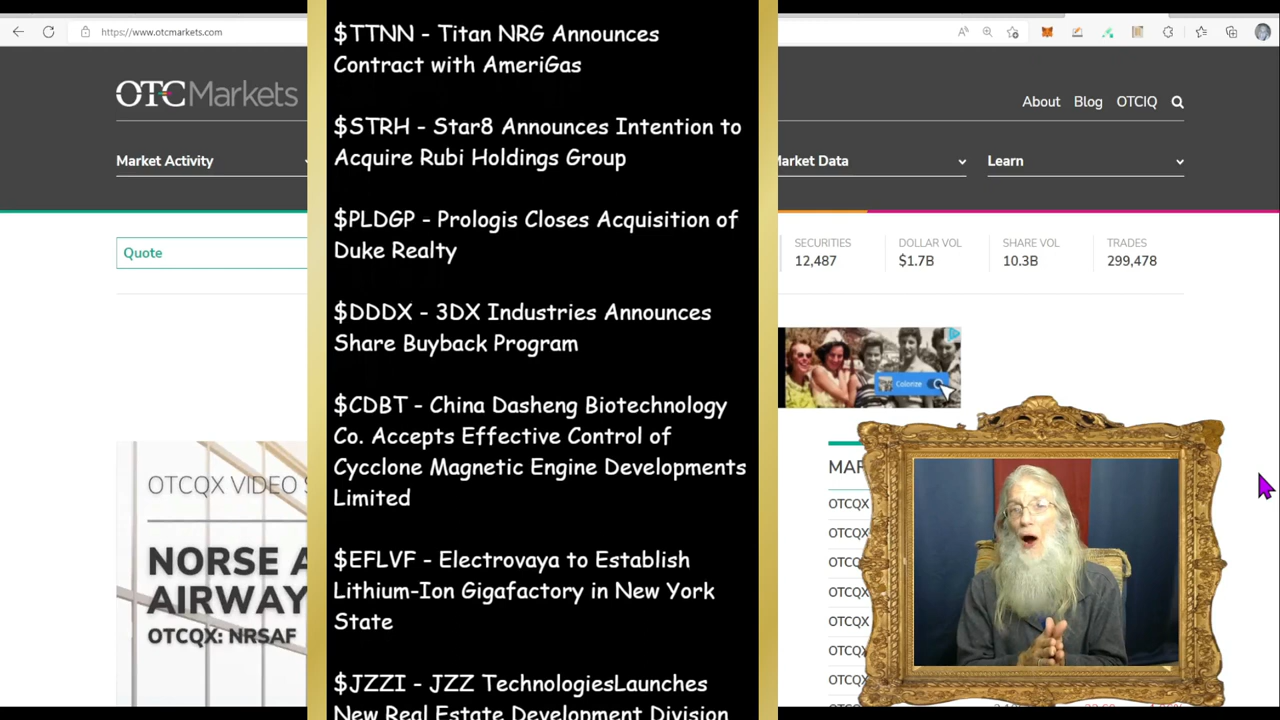 https://www.otcmarkets.com
OTCMarkets
About Blog OTCIQ
Market Activity
Market Data
Learn
Quote
SECURITIES DOLLAR VOL SHARE VOL TRADES
12,487 $1.7B 10.3B 299,478
$TTNN - Titan NRG Announces
Contract with AmeriGas
$STRH - Star8 Announces Intention to
Acquire Rubi Holdings Group
$PLDGP - Prologis Closes Acquisition of
Duke Realty
$DDDX - 3DX Industries Announces
Share Buyback Program
$CDBT - China Dasheng Biotechnology
Co. Accepts Effective Control of
Cycclone Magnetic Engine Developments
Limited
$EFLVF - Electrovaya to Establish
Lithium-Ion Gigafactory in New York
State
$JZZI - JZZ TechnologiesLaunches
New Real Estate Development Division
Colorize
OTCQX VIDEO
NORSE A
AIRWAY
OTCQX: NRSAF
MAR
OTCQX
OTCQX
OTCQX
OTCQX
OTCQX
OTCQX
OTCQX